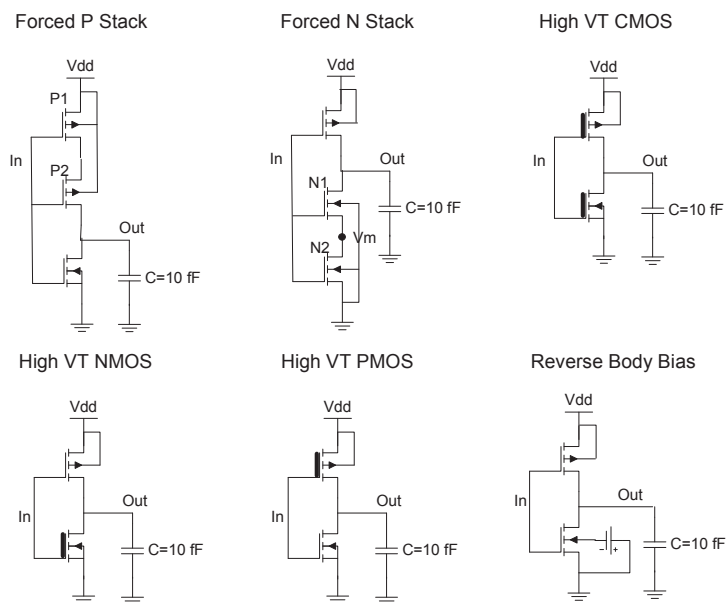 Forced P Stack
Forced N Stack
High VT CMOS
Vdd
P1
In
P2
Out
C=10 fF
Vdd
In
Out
N1
C=10 fF
Vm
N2
Vdd
In
Out
C=10 fF
High VT NMOS
High VT PMOS
Reverse Body Bias
Vdd
Out
In
C=10 fF
Vdd
Out
In
C=10 fF
Vdd
Out
In
- +
C=10 fF